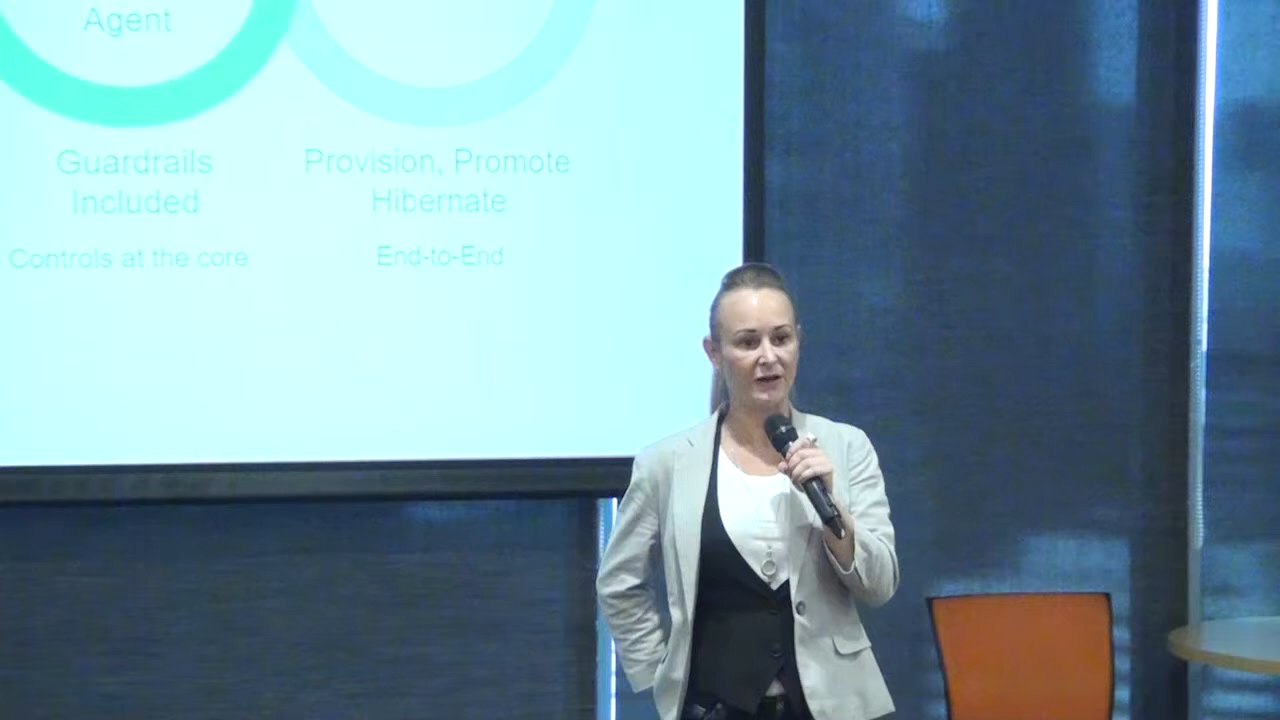 Agent
Guardrails
Included
Controls at the core
Provision, Promote
Hibernate
End-to-End